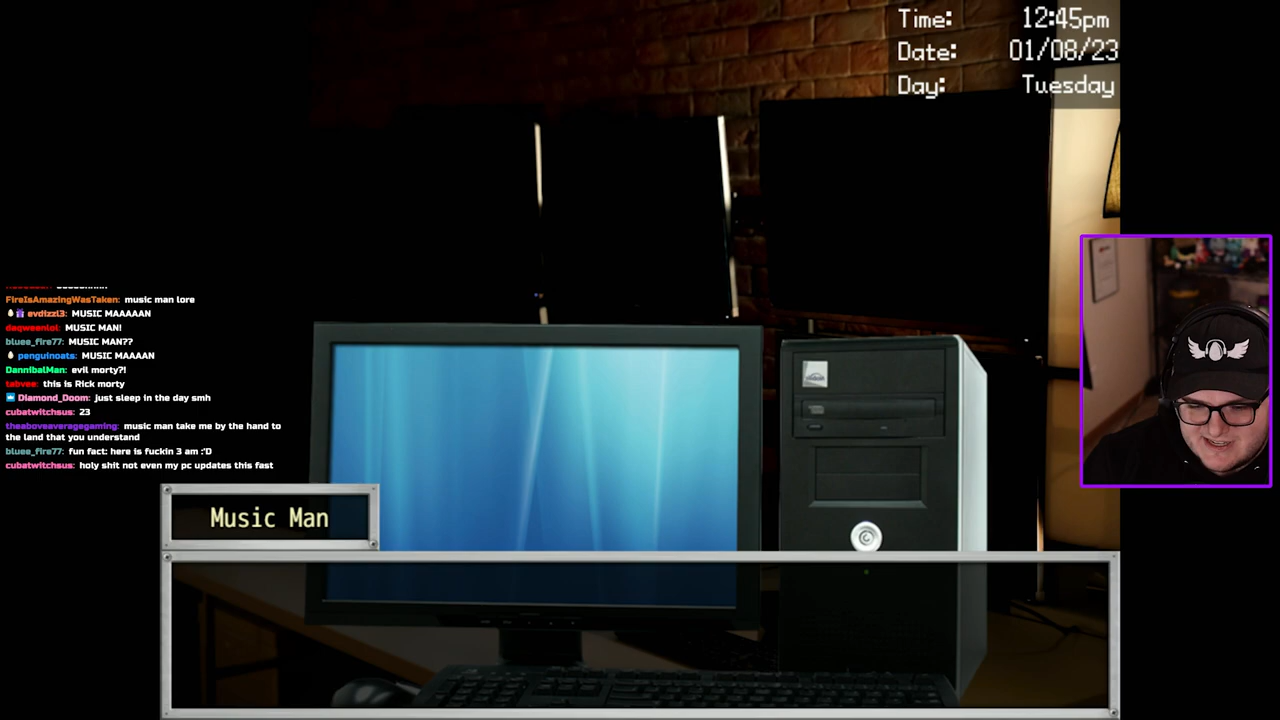 Time: 12:45pm
Date: 01/08/23
Day: Tuesday
FireIsAmazingWasTaken: music man lore
evdizzl3: MUSIC MAAAAAN
daqweenlol: MUSIC MAN!
bluee_fire77: MUSIC MAN??
penguinoats: MUSIC MAAAAN
DannibalMan: evil morty?!
tabvee: this is Rick morty
Diamond_Doom: just sleep in the day smh
cubatwitchsus: 23
theaboveaveragegaming: music man take me by the hand to
the land that you understand
bluee_fire77: fun fact: here is fuckin 3 am :'D
cubatwitchsus: holy shit not even my pc updates this fast
Music Man